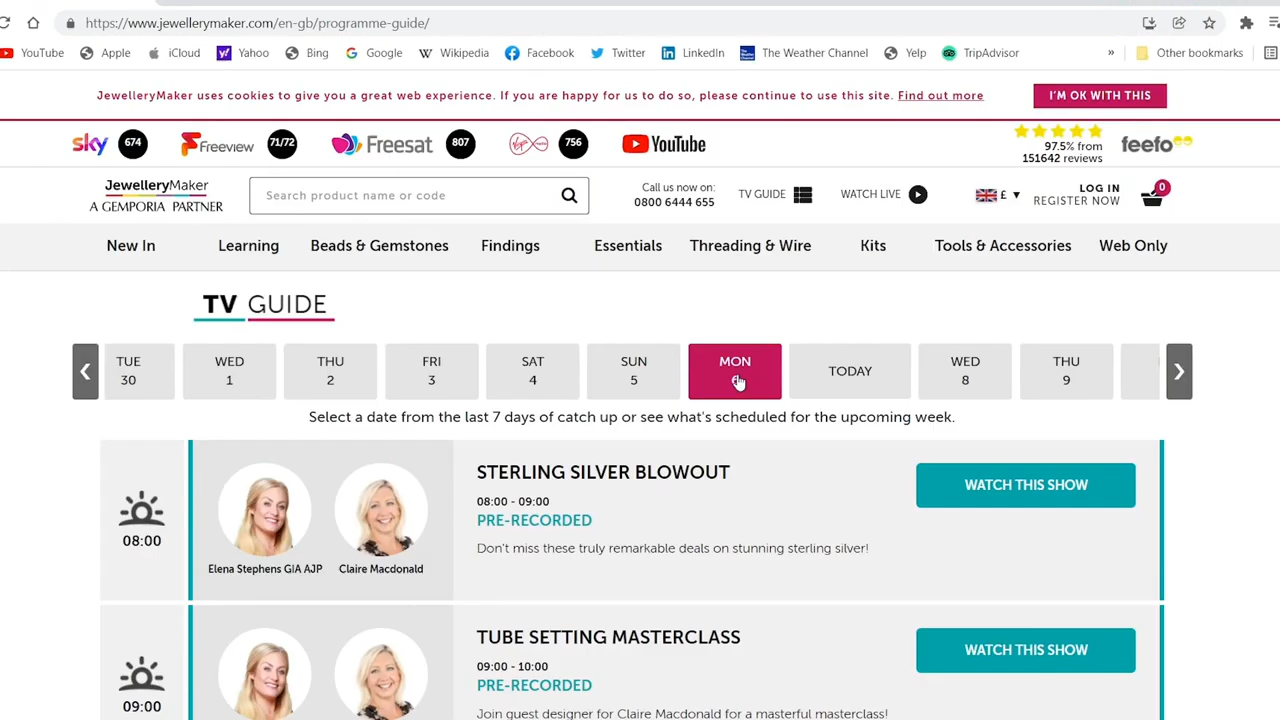 https://www.jewellerymaker.com/en-gb/programme-guide/
YouTube Apple iCloud Yahoo Bing Google Wikipedia Facebook Twitter LinkedIn The Weather Channel Yelp TripAdvisor » Other bookmarks
JewelleryMaker uses cookies to give you a great web experience. If you are happy for us to do so, please continue to use this site. Find out more I'M OK WITH THIS
sky 674 Freeview 71/72 Freesat 807 756 YouTube
97.5% from
151642 reviews
feefo
JewelleryMaker
A GEMPORIA PARTNER
Search product name or code
Call us now on:
0800 6444 655
TV GUIDE WATCH LIVE £ ▼
LOG IN
REGISTER NOW
0
New In Learning Beads & Gemstones Findings Essentials Threading & Wire Kits Tools & Accessories Web Only
TV GUIDE
TUE WED THU FRI SAT SUN MON TODAY WED THU
30 1 2 3 4 5 8 9
Select a date from the last 7 days of catch up or see what's scheduled for the upcoming week.
08:00
Elena Stephens GIA AJP Claire Macdonald
STERLING SILVER BLOWOUT
08:00 - 09:00
PRE-RECORDED
Don't miss these truly remarkable deals on stunning sterling silver!
WATCH THIS SHOW
09:00
TUBE SETTING MASTERCLASS
09:00 - 10:00
PRE-RECORDED
Join guest designer for Claire Macdonald for a masterful masterclass!
WATCH THIS SHOW